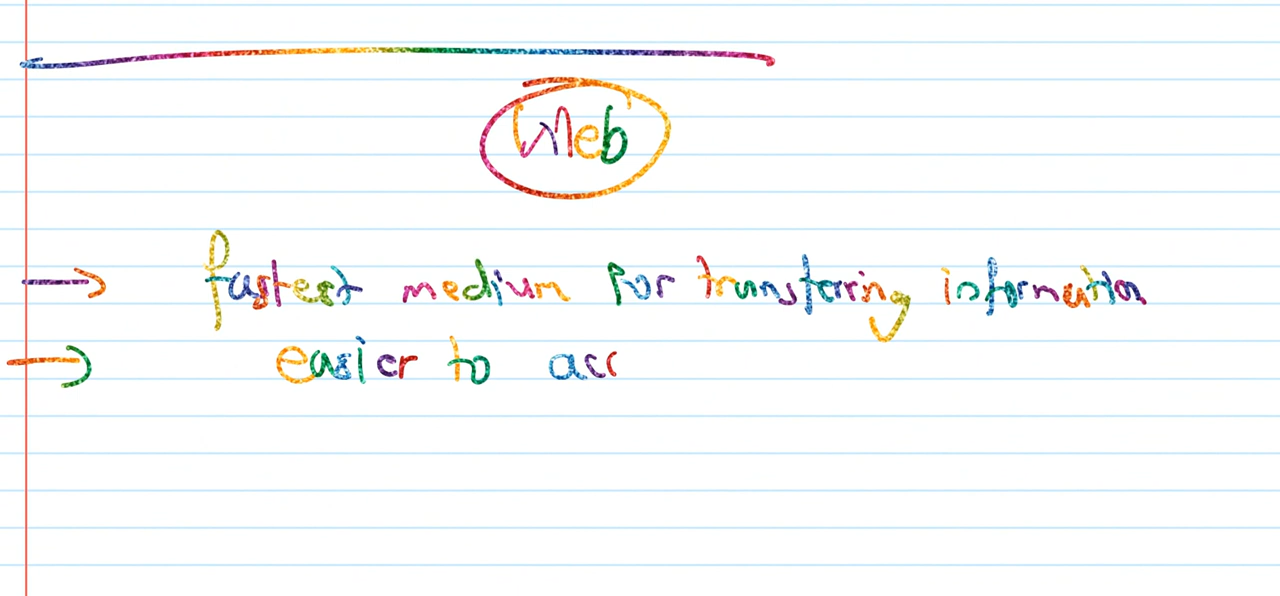 Web
fastest medium for transferring information
easier to acc